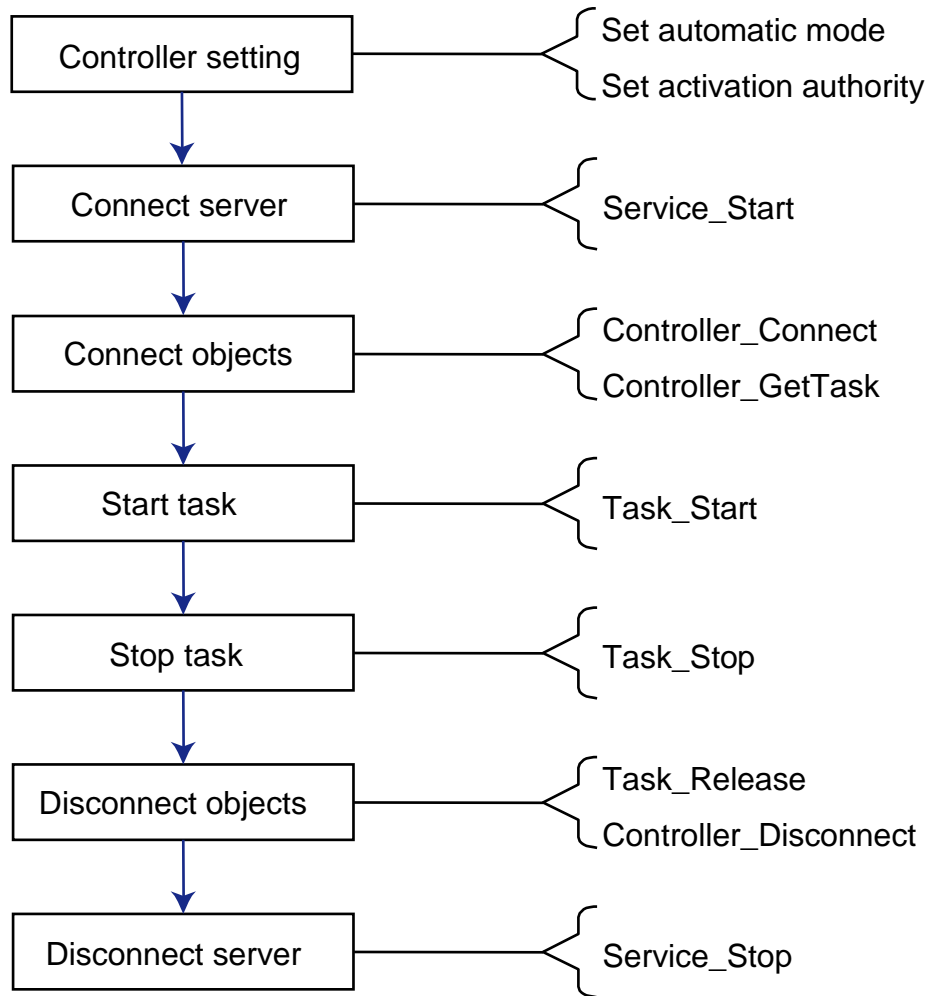 Controller setting
Set automatic mode
Set activation authority
Connect server
Service_Start
Connect objects
Controller_Connect
Controller_GetTask
Start task
Task_Start
Stop task
Task_Stop
Disconnect objects
Task_Release
Controller_Disconnect
Disconnect server
Service_Stop